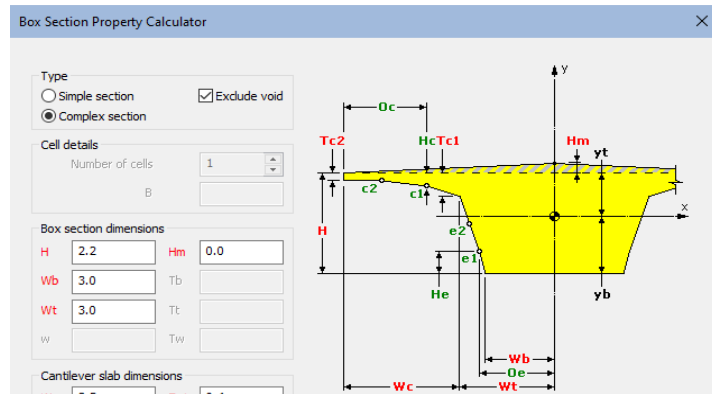 Box Section Property Calculator
Type
Simple section
Exclude void
Complex section
Cell details
Number of cells 1
B
Box section dimensions
H 2.2 Hm 0.0
Wb 3.0 Tb
Wt 3.0 Tt
w Tw
Cantilever slab dimensions
y
Oc
Tc2 Hc Tc1 Hm
yt
c2 c1
x
H e2
e1
He yb
Wb
Oe
Wc Wt